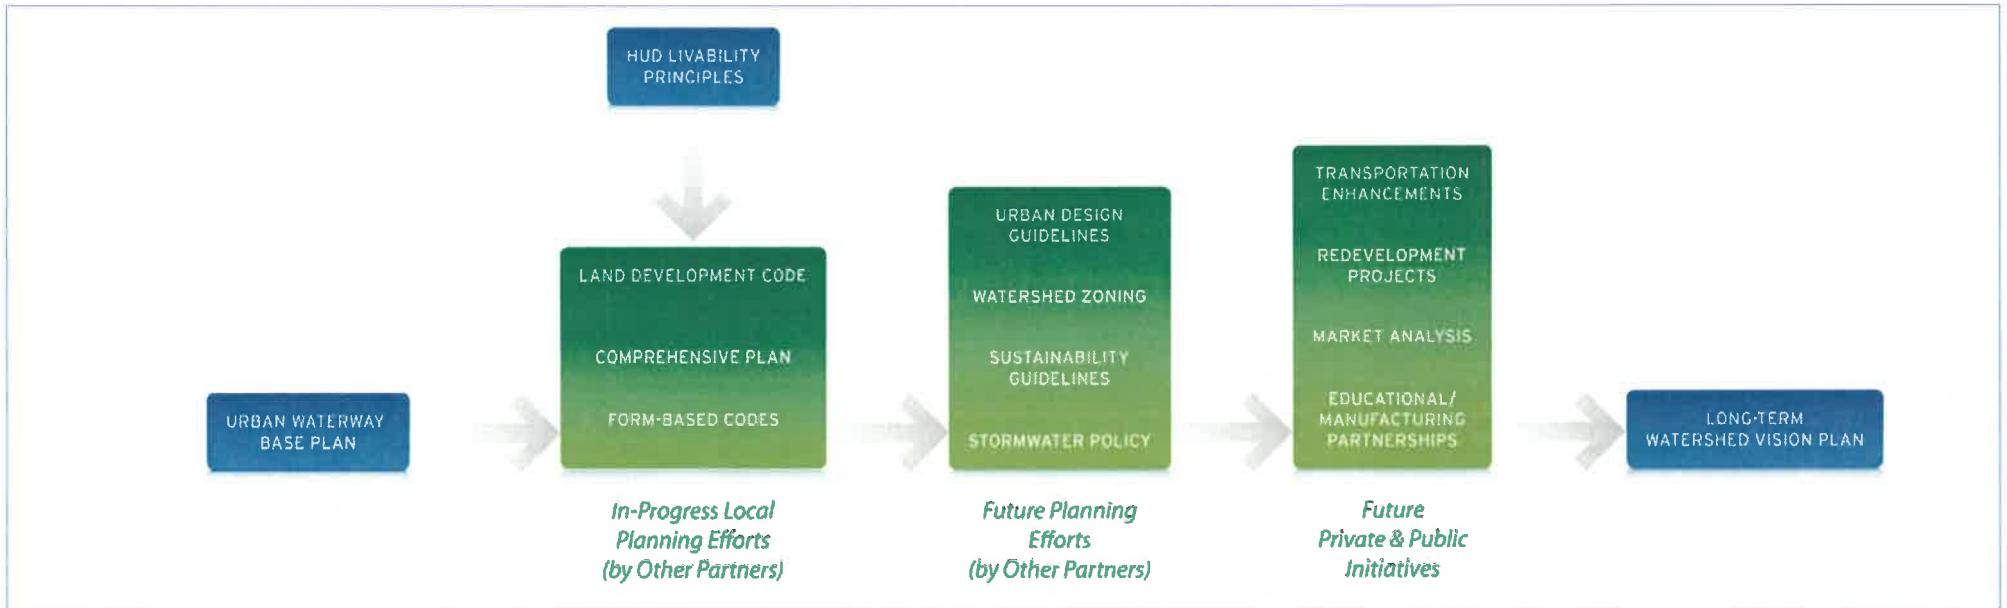 HUD LIVABILITY
PRINCIPLES
URBAN WATERWAY
BASE PLAN
LAND DEVELOPMENT CODE
COMPREHENSIVE PLAN
FORM-BASED CODES
In-Progress Local
Planning Efforts
(by Other Partners)
URBAN DESIGN
GUIDELINES
WATERSHED ZONING
SUSTAINABILITY
GUIDELINES
STORMWATER POLICY
Future Planning
Efforts
(by Other Partners)
TRANSPORTATION
ENHANCEMENTS
REDEVELOPMENT
PROJECTS
MARKET ANALYSIS
EDUCATIONAL/
MANUFACTURING
PARTNERSHIPS
Future
Private & Public
Initiatives
LONG-TERM
WATERSHED VISION PLAN